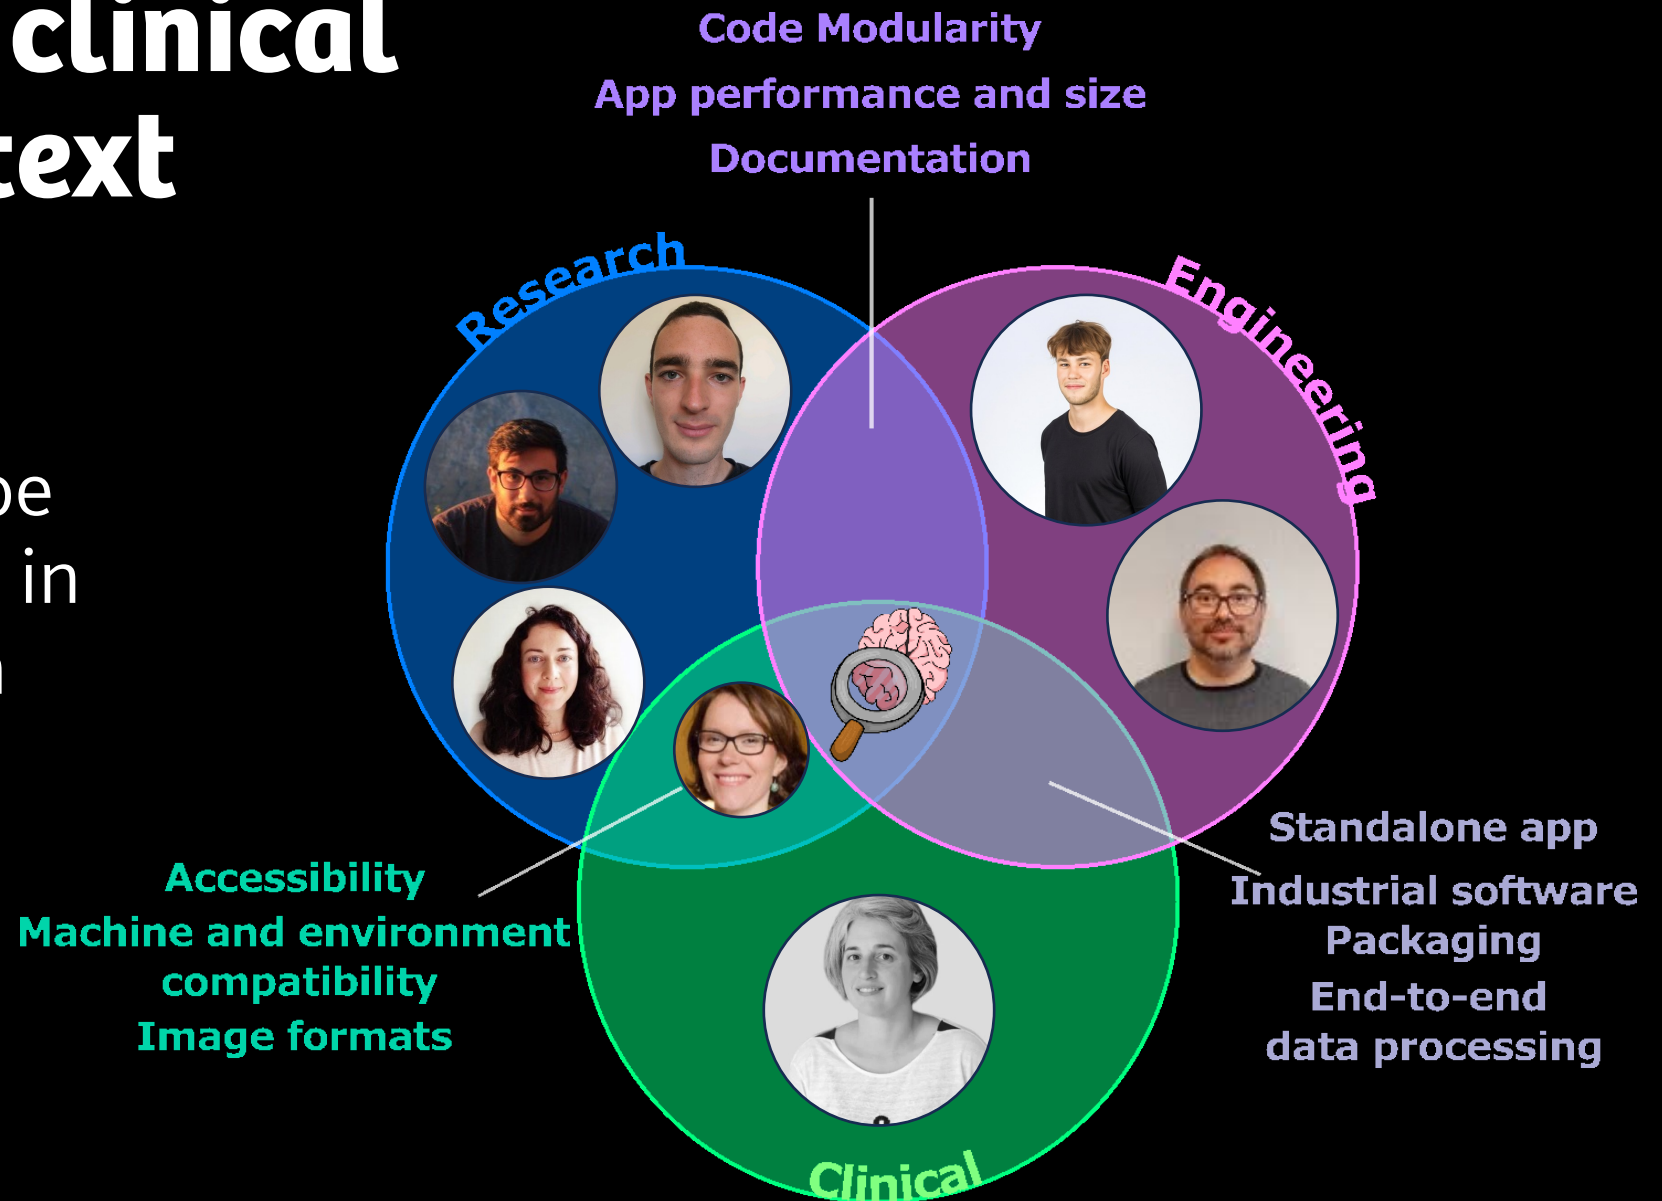 clinical
text
be
in
Code Modularity
App performance and size
Documentation
Research
Engineering
Accessibility
Machine and environment
compatibility
Image formats
Standalone app
Industrial software
Packaging
End-to-end
data processing
Clinical